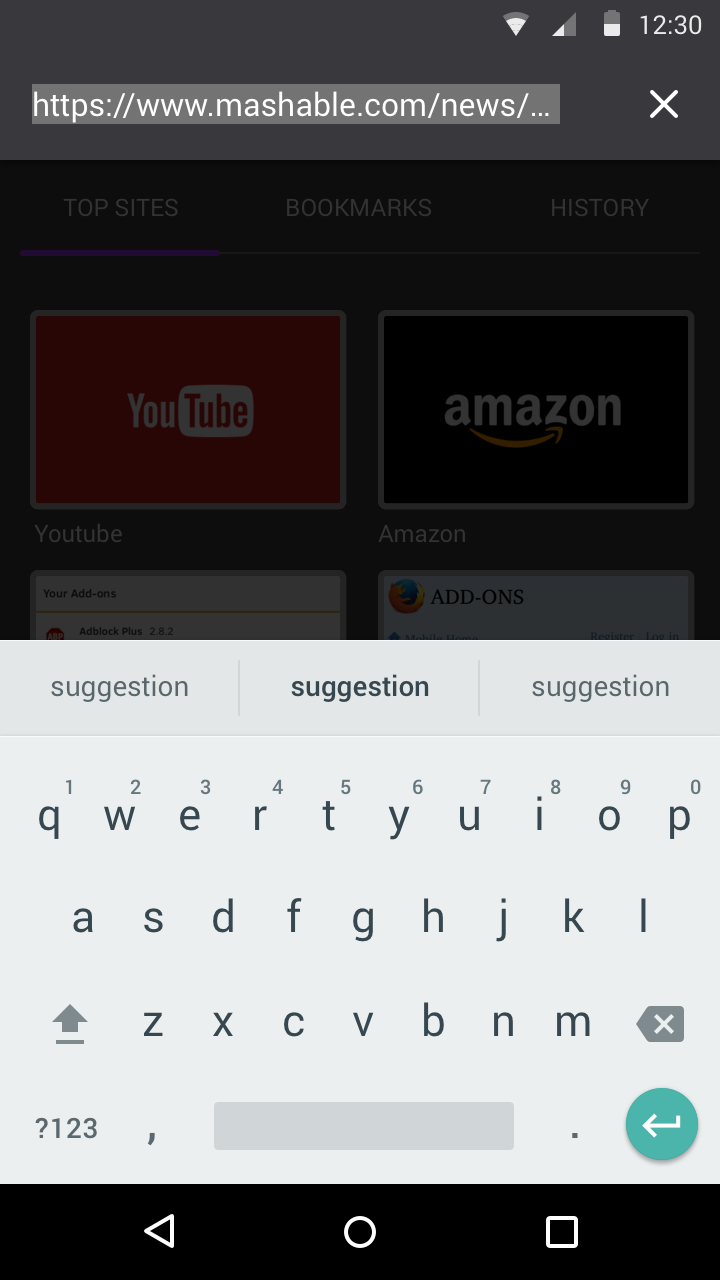 12:30
https://www.mashable.com/news/...
TOP SITES BOOKMARKS HISTORY
YouTube amazon
Youtube Amazon
Your Add-ons
Adblock Plus 2.8.2
ABP
ADD-ONS
Mobile Home Register Log in
suggestion suggestion suggestion
1 2 3 4 5 6 7 8 9 0
q w e r t y u i o p
a s d f g h j k l
z x c v b n m
?123 , .